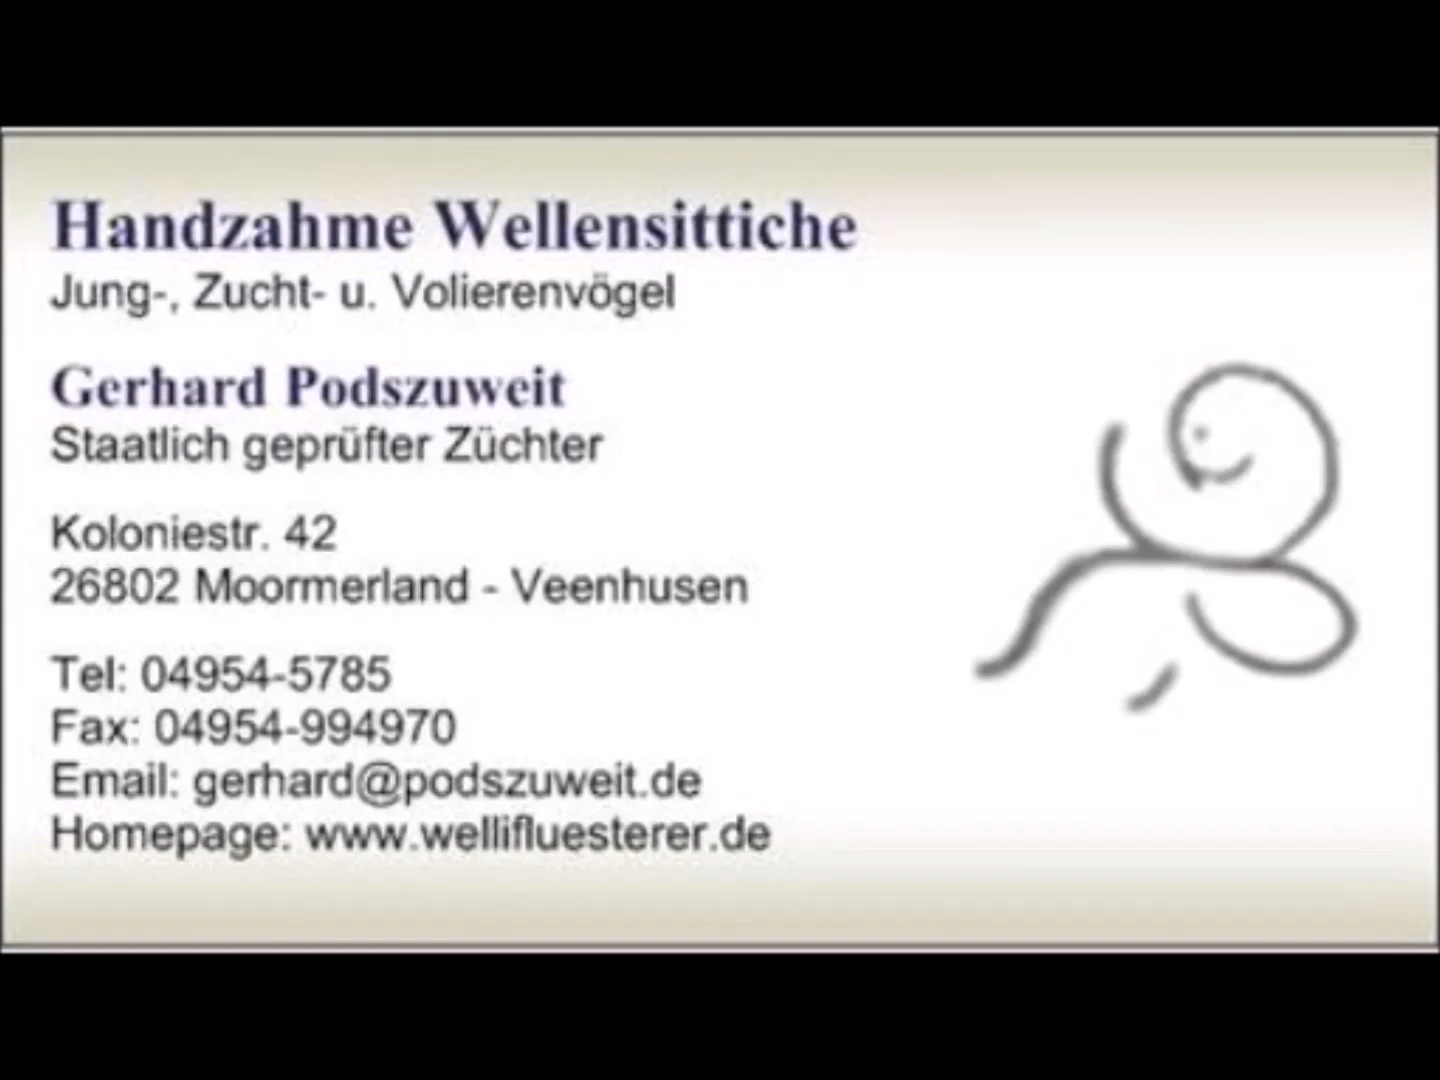 Handzahme Wellensittiche
Jung-, Zucht- u. Volierenvögel
Gerhard Podszuweit
Staatlich geprüfter Züchter
Koloniestr. 42
26802 Moormerland - Veenhusen
Tel: 04954-5785
Fax: 04954-994970
Email: gerhard@podszuweit.de
Homepage: www.wellifluesterer.de